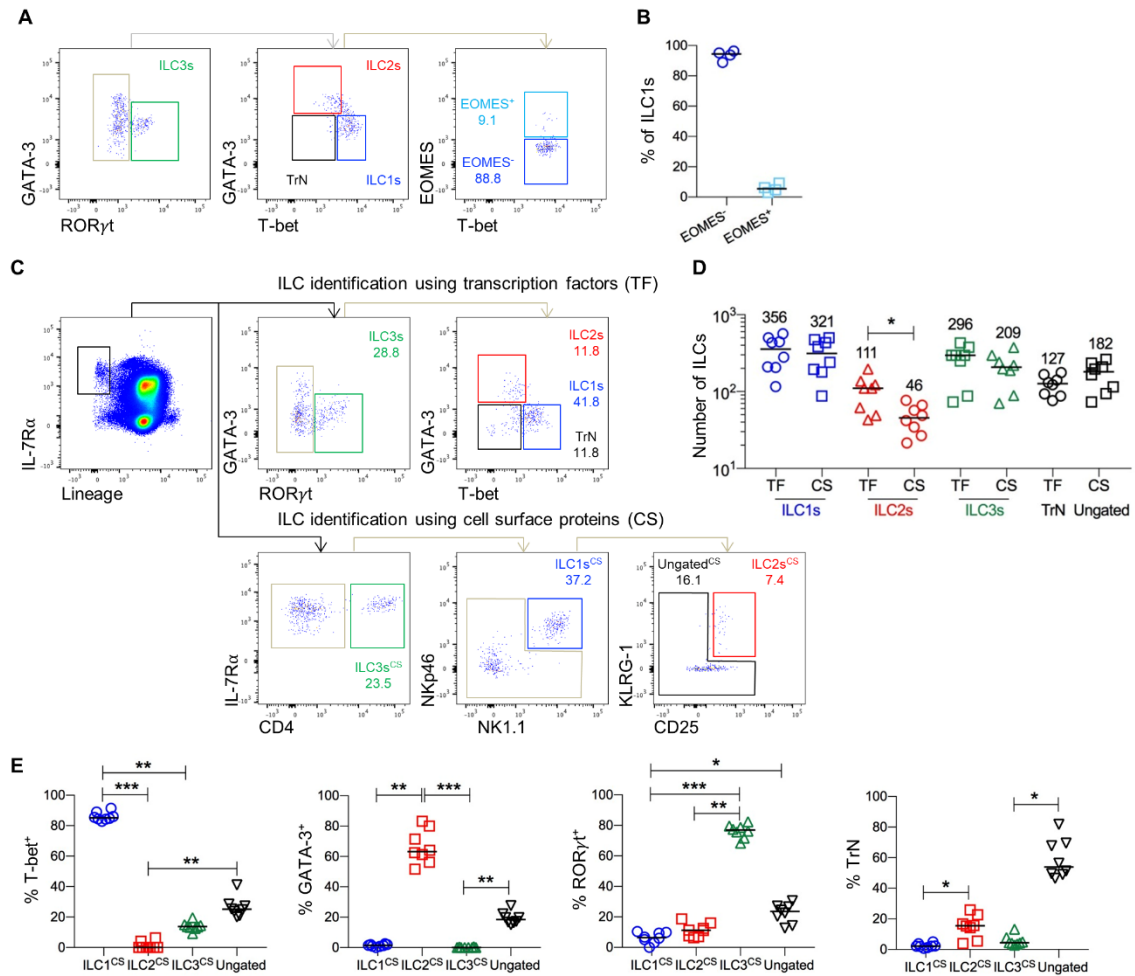 A
B
ILC3s
ILC2s
EOMES⁺
9.1
EOMES⁻
88.8
TrN
ILC1s
GATA-3
GATA-3
EOMES
RORγt
T-bet
T-bet
% of ILC1s
100
80
60
40
20
0
EOMES⁻
EOMES⁺
C
ILC identification using transcription factors (TF)
IL-7Rα
Lineage
ILC3s
28.8
GATA-3
RORγt
ILC2s
11.8
ILC1s
41.8
TrN
11.8
GATA-3
T-bet
ILC identification using cell surface proteins (CS)
IL-7Rα
CD4
ILC3sᶜˢ
23.5
ILC1sᶜˢ
37.2
NKp46
NK1.1
Ungatedᶜˢ
16.1
ILC2sᶜˢ
7.4
KLRG-1
CD25
D
Number of ILCs
10³
10²
10¹
356
321
111
*
46
296
209
127
182
TF CS TF CS TF CS TF CS
ILC1s ILC2s ILC3s TrN Ungated
E
% T-bet⁺
100
80
60
40
20
0
**
***
**
ILC1ᶜˢ ILC2ᶜˢ ILC3ᶜˢ Ungated
% GATA-3⁺
100
80
60
40
20
0
** ***
**
ILC1ᶜˢ ILC2ᶜˢ ILC3ᶜˢ Ungated
% RORγt⁺
100
80
60
40
20
0
*
***
**
ILC1ᶜˢ ILC2ᶜˢ ILC3ᶜˢ Ungated
% TrN
100
80
60
40
20
0
*
*
ILC1ᶜˢ ILC2ᶜˢ ILC3ᶜˢ Ungated